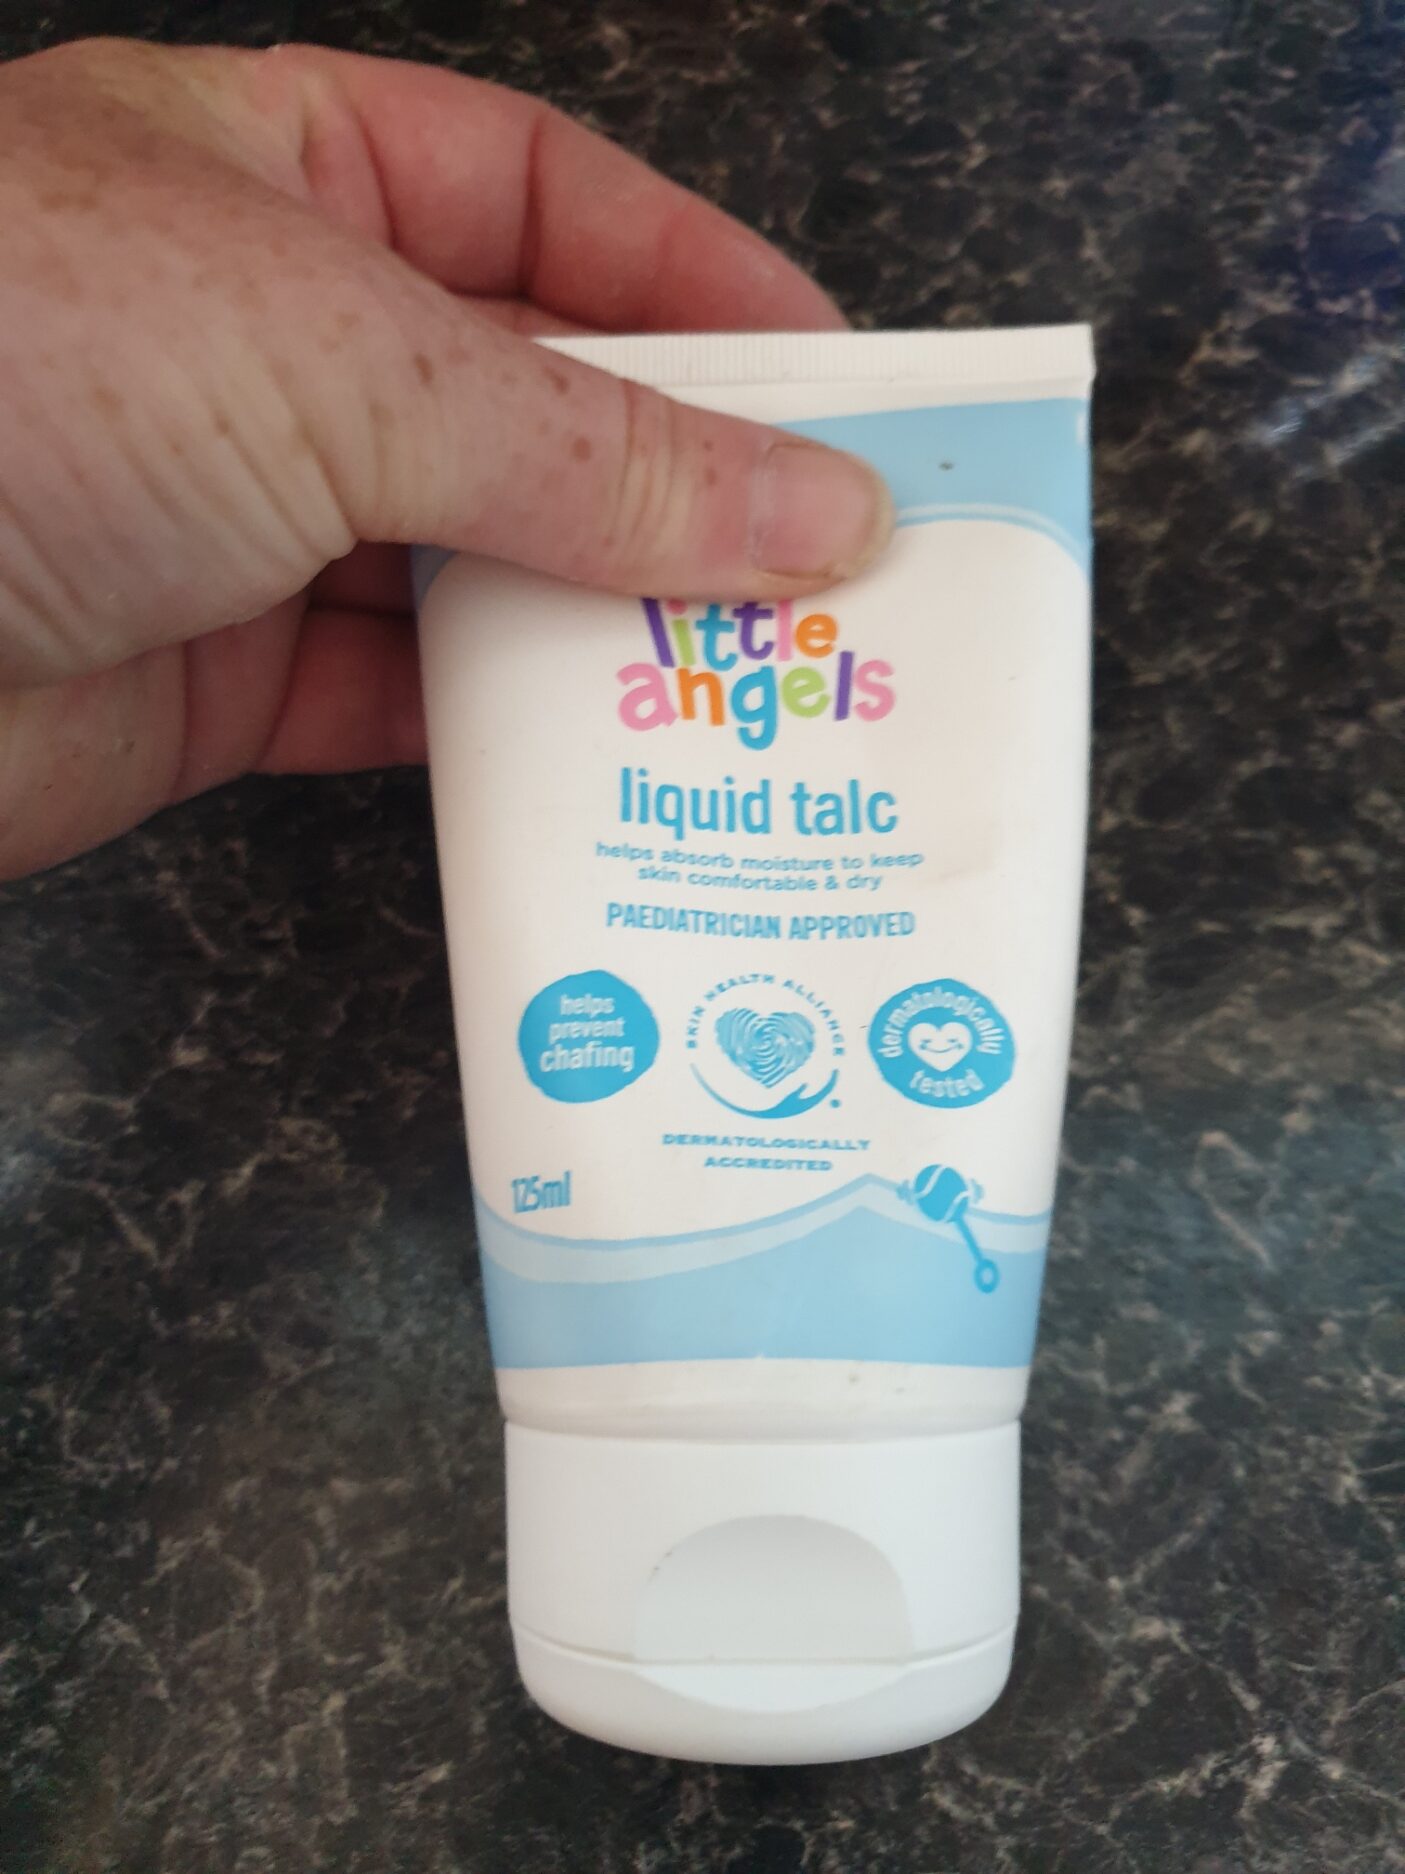 little
angels
liquid talc
helps absorb moisture to keep
skin comfortable & dry
PAEDIATRICIAN APPROVED
helps
prevent
chafing
SKIN HEALTH ALLIANCE
dermatologically
tested
DERMATOLOGICALLY
ACCREDITED
125ml